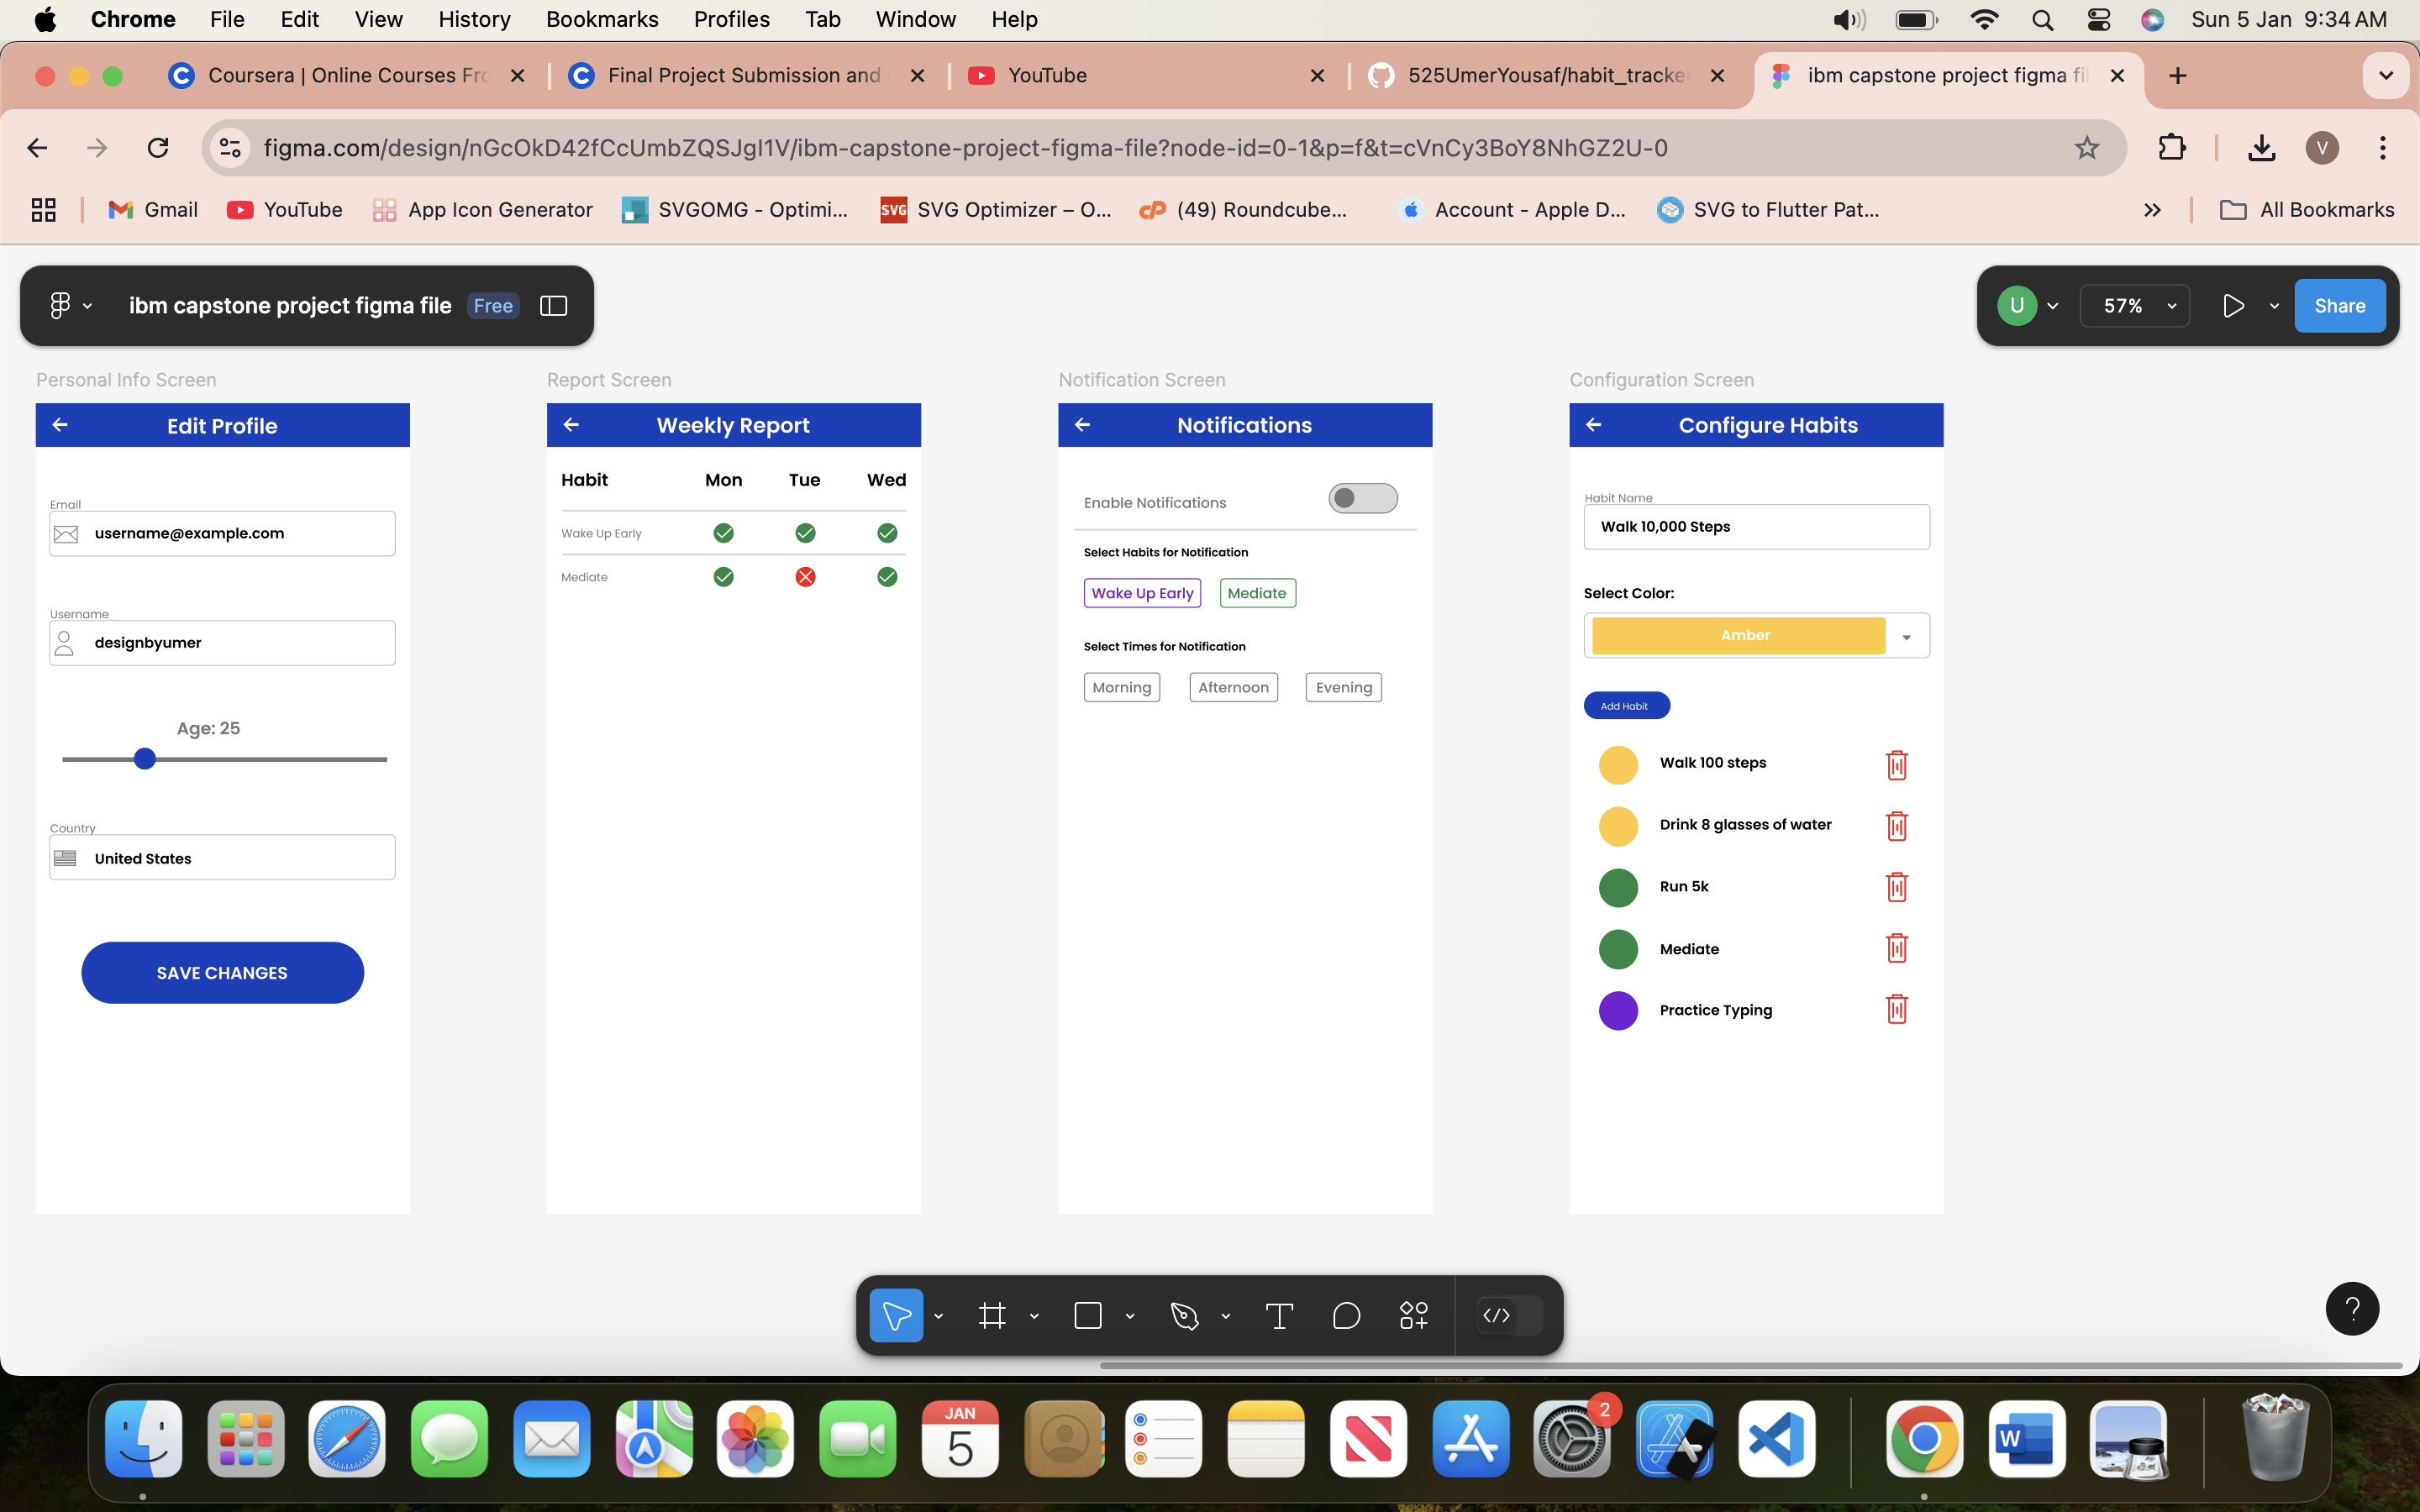 Chrome File Edit View History Bookmarks Profiles Tab Window Help Sun 5 Jan 9:34 AM
Coursera | Online Courses Fro Final Project Submission and YouTube 525UmerYousaf/habit_tracke ibm capstone project figma fil
figma.com/design/nGcOkD42fCcUmbZQSJgI1V/ibm-capstone-project-figma-file?node-id=0-1&p=f&t=cVnCy3BoY8NhGZ2U-0 V
Gmail YouTube App Icon Generator SVGOMG - Optimi... SVG SVG Optimizer – O... cP (49) Roundcube... Account - Apple D... SVG to Flutter Pat... All Bookmarks
ibm capstone project figma file Free U 57% Share
Personal Info Screen
Edit Profile
Email
username@example.com
Username
designbyumer
Age: 25
Country
United States
SAVE CHANGES
Report Screen
Weekly Report
Habit Mon Tue Wed
Wake Up Early
Mediate
Notification Screen
Notifications
Enable Notifications
Select Habits for Notification
Wake Up Early Mediate
Select Times for Notification
Morning Afternoon Evening
Configuration Screen
Configure Habits
Habit Name
Walk 10,000 Steps
Select Color:
Amber
Add Habit
Walk 100 steps
Drink 8 glasses of water
Run 5k
Mediate
Practice Typing
?
JAN
5
2
W